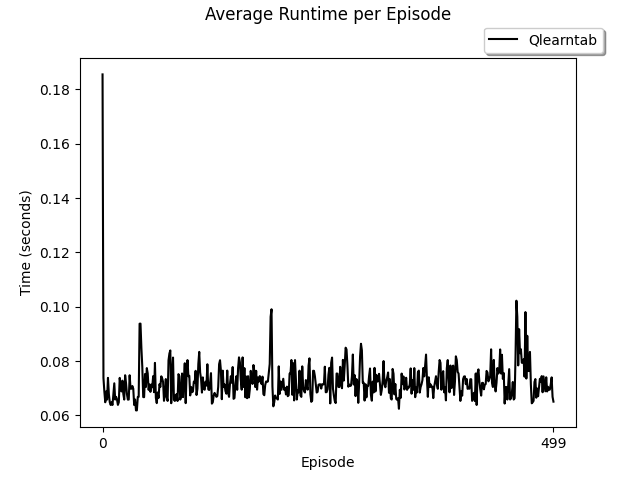 Average Runtime per Episode
Qlearntab
0.18
0.16
0.14
0.12
0.10
0.08
0.06
Time (seconds)
0
499
Episode